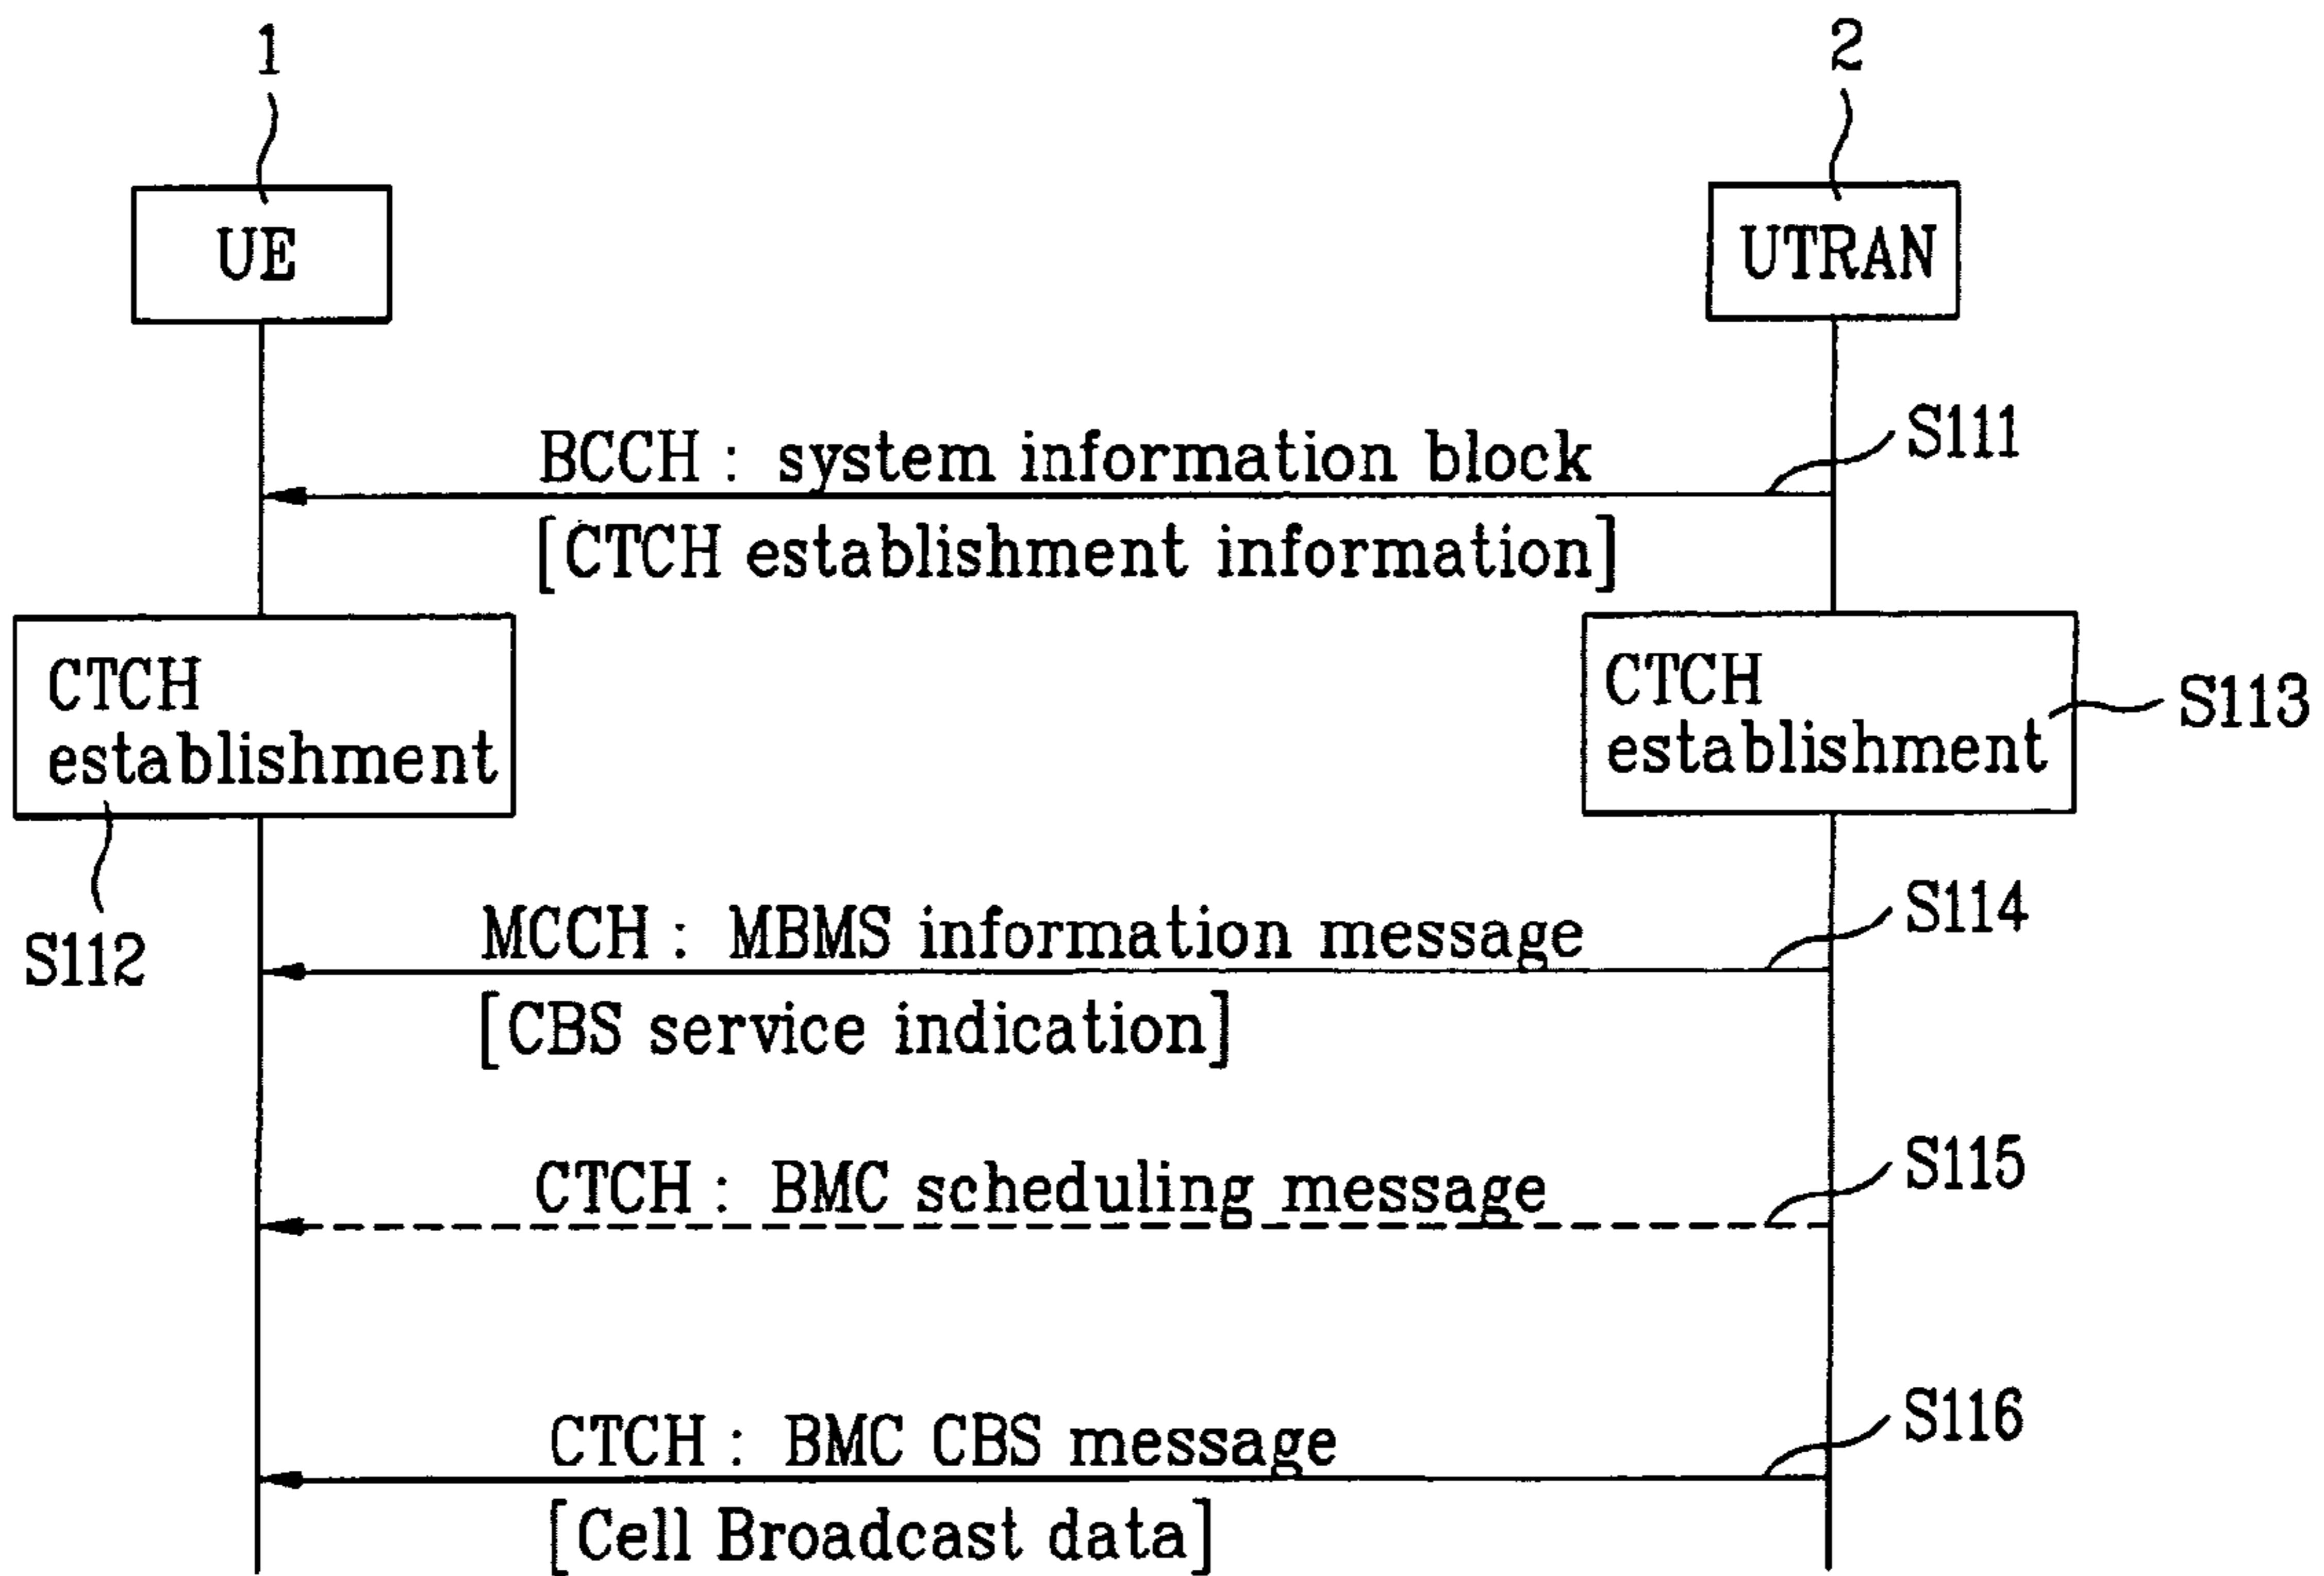 1
2
UE
UTRAN
BCCH : system information block
S111
[CTCH establishment information]
CTCH
establishment
CTCH
establishment
S113
S112
MCCH : MBMS information message
S114
[CBS service indication]
CTCH : BMC scheduling message
S115
CTCH : BMC CBS message
S116
[Cell Broadcast data]